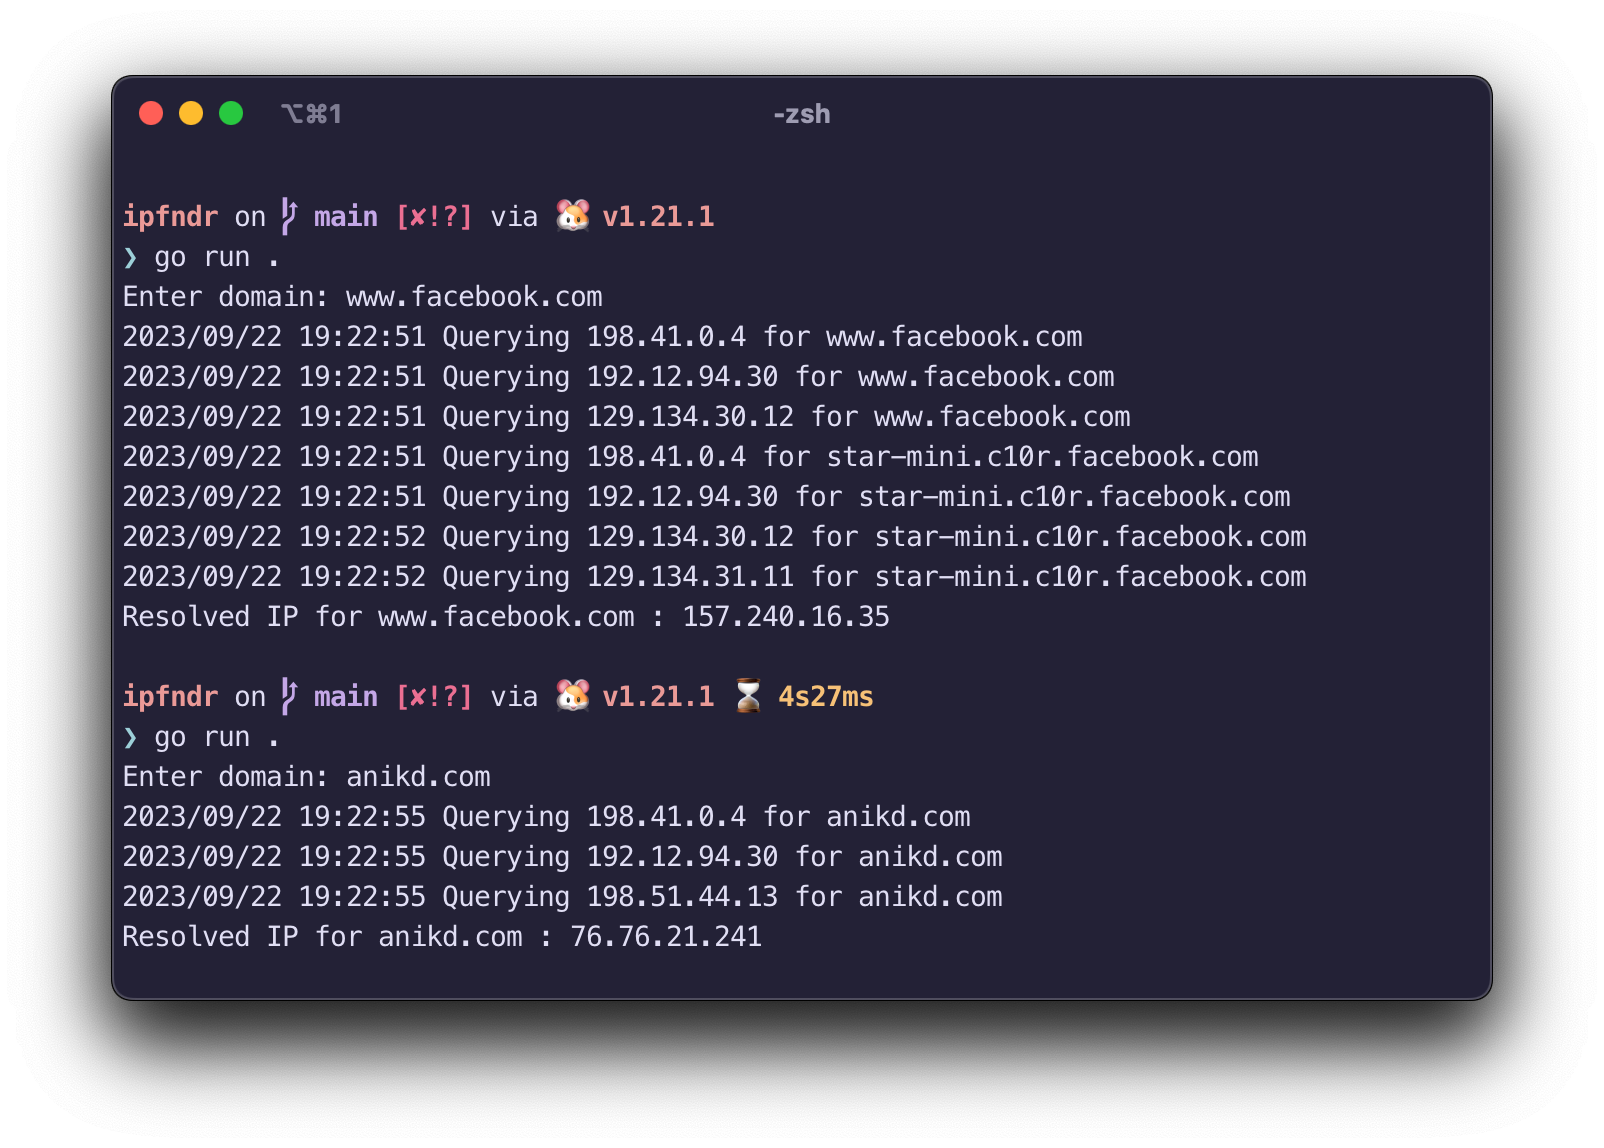 ⌥⌘1 -zsh
ipfndr on main [✘!?] via 🐹 v1.21.1
❯ go run .
Enter domain: www.facebook.com
2023/09/22 19:22:51 Querying 198.41.0.4 for www.facebook.com
2023/09/22 19:22:51 Querying 192.12.94.30 for www.facebook.com
2023/09/22 19:22:51 Querying 129.134.30.12 for www.facebook.com
2023/09/22 19:22:51 Querying 198.41.0.4 for star-mini.c10r.facebook.com
2023/09/22 19:22:51 Querying 192.12.94.30 for star-mini.c10r.facebook.com
2023/09/22 19:22:52 Querying 129.134.30.12 for star-mini.c10r.facebook.com
2023/09/22 19:22:52 Querying 129.134.31.11 for star-mini.c10r.facebook.com
Resolved IP for www.facebook.com : 157.240.16.35
ipfndr on main [✘!?] via 🐹 v1.21.1 ⏳ 4s27ms
❯ go run .
Enter domain: anikd.com
2023/09/22 19:22:55 Querying 198.41.0.4 for anikd.com
2023/09/22 19:22:55 Querying 192.12.94.30 for anikd.com
2023/09/22 19:22:55 Querying 198.51.44.13 for anikd.com
Resolved IP for anikd.com : 76.76.21.241